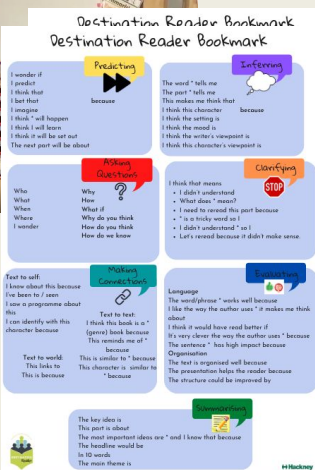 Destination Reader Bookmark
Destination Reader Bookmark
Predicting
I wonder if
I predict
I think that
I bet that because
I imagine
I think * will happen
I think I will learn
I think it will be set out
The next part will be about
Inferring
The word * tells me
The part * tells me
This makes me think that
I think this character because
I think the setting is
I think the mood is
I think the writer's viewpoint is
I think this character's viewpoint is
Asking
Questions
Who
What
When
Where
I wonder
Why
How
What if
Why do you think
How do you think
How do we know
Clarifying
STOP
I think that means
• I didn't understand
• What does * mean?
• I need to reread this part because
• * is a tricky word so I
• I didn't understand * so I
• Let's reread because it didn't make sense.
Making
Connections
Text to self:
I know about this because
I've been to / seen
I saw a programme about
this
I can identify with this
character because
Text to world:
This links to
This is because
Text to text:
I think this book is a *
(genre) book because
This reminds me of *
because
This is similar to * because
This character is similar to
* because
Evaluating
Language
The word/phrase * works well because
I like the way the author uses * it makes me think
about
I think it would have read better if
It's very clever the way the author uses * because
The sentence * has high impact because
Organisation
The text is organised well because
The presentation helps the reader because
The structure could be improved by
Summarising
The key idea is
This part is about
The most important ideas are * and I know that because
The headline would be
In 10 words
The main theme is
Hackney